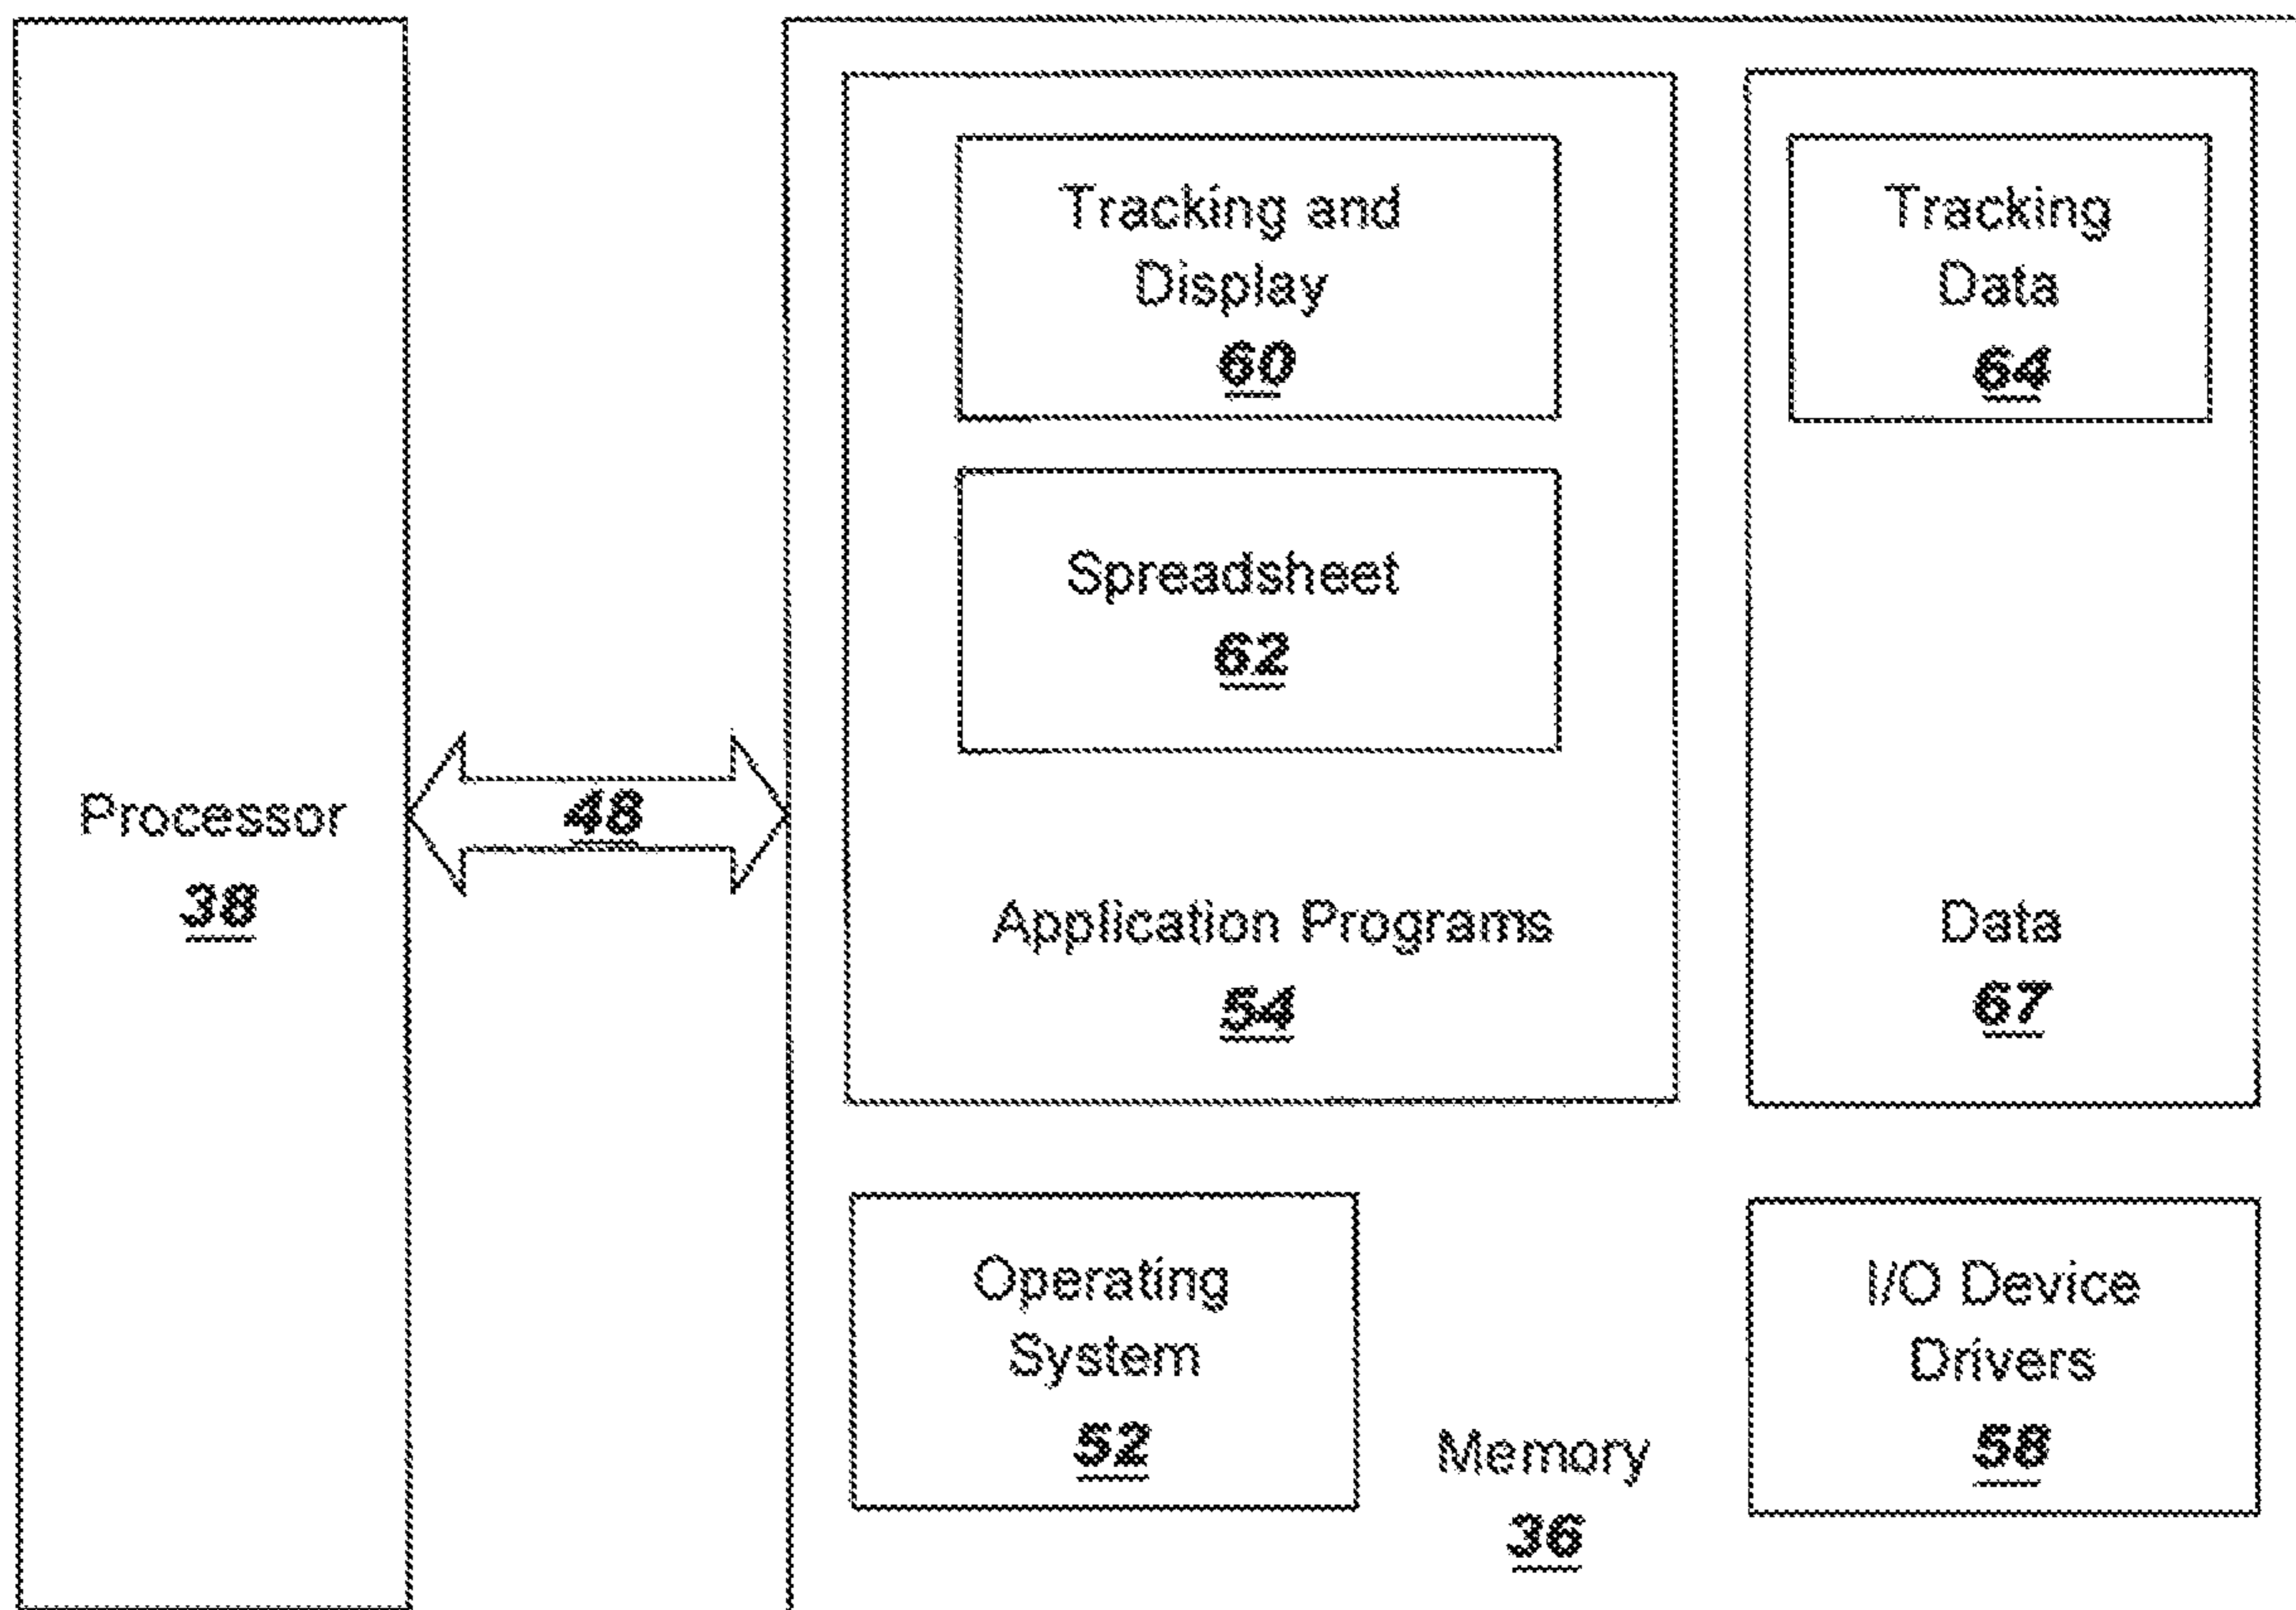 Processor
38
48
Tracking and
Display
60
Spreadsheet
62
Application Programs
54
Tracking
Data
64
Data
67
Operating
System
52
Memory
36
I/O Device
Drivers
58